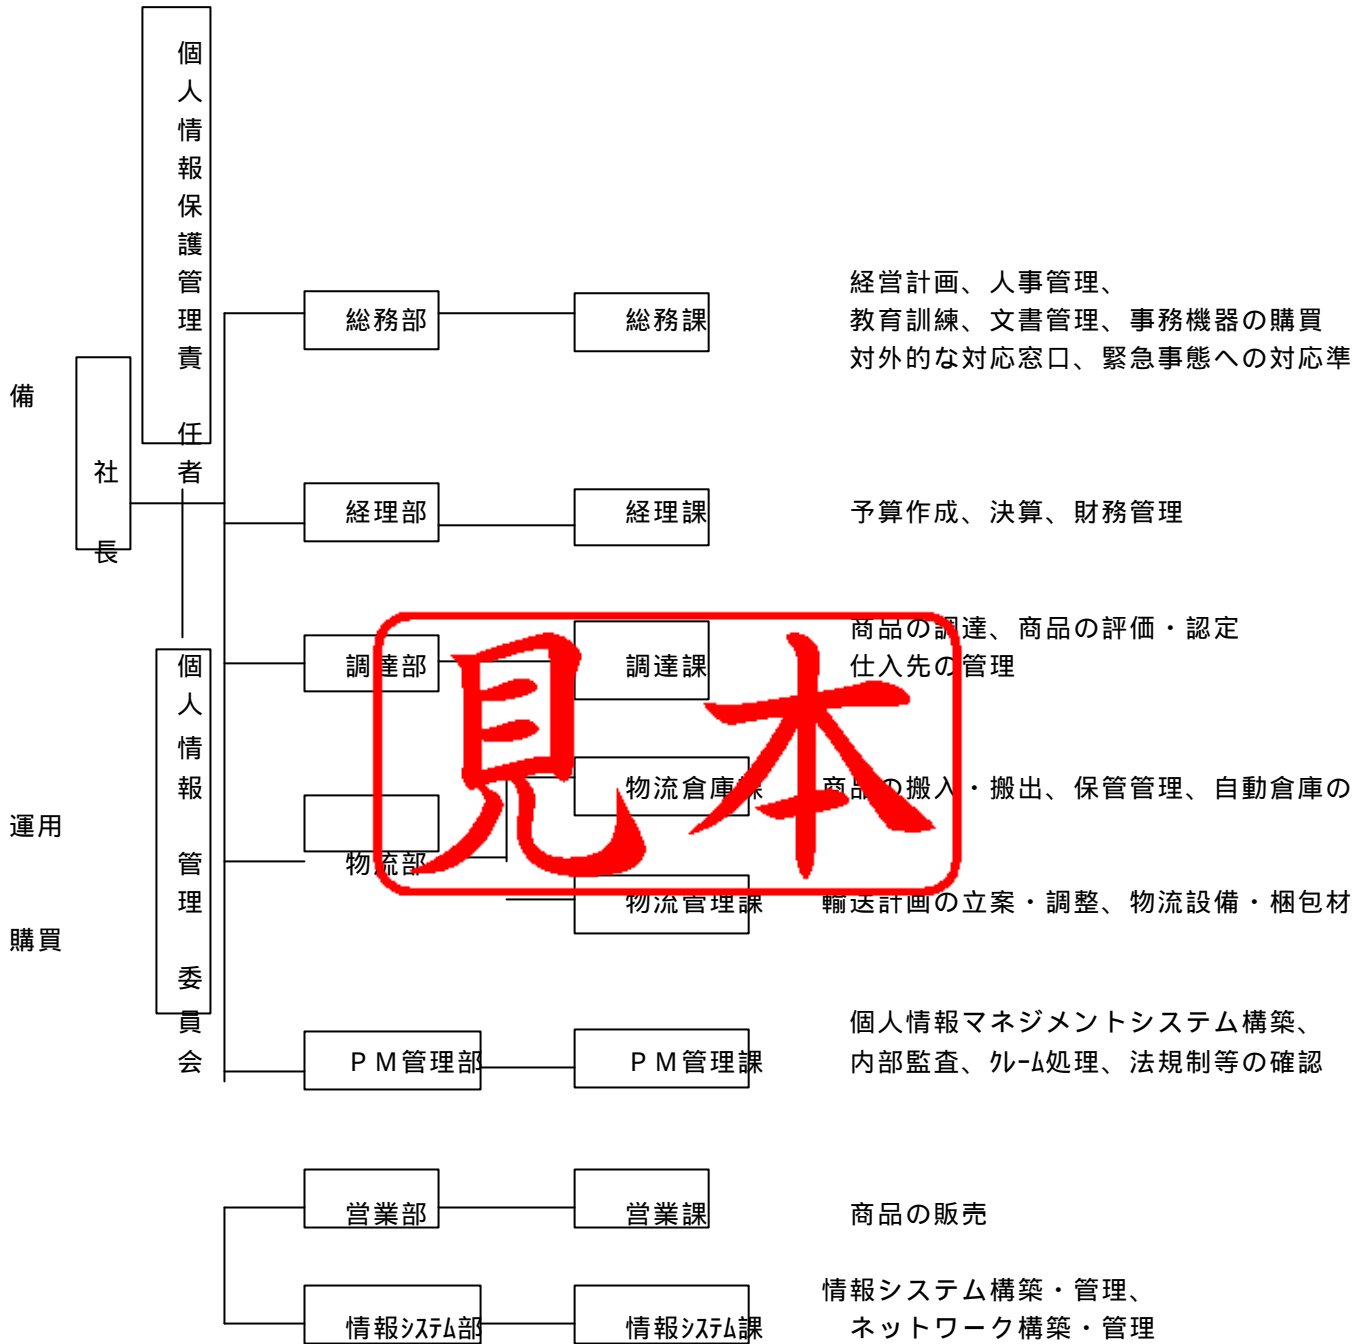 個人情報保護管理責 任者
社 長
個人情報 管理 委員会
総務部
総務課
経営計画、人事管理、
教育訓練、文書管理、事務機器の購買
対外的な対応窓口、緊急事態への対応準
備
経理部
経理課
予算作成、決算、財務管理
調達部
調達課
商品の調達、商品の評価・認定
仕入先の管理
見本
物流部
物流倉庫課
商品の搬入・搬出、保管管理、自動倉庫の
運用
物流管理課
輸送計画の立案・調整、物流設備・梱包材
購買
PM管理部
PM管理課
個人情報マネジメントシステム構築、
内部監査、クレーム処理、法規制等の確認
営業部
営業課
商品の販売
情報システム部
情報システム課
情報システム構築・管理、
ネットワーク構築・管理